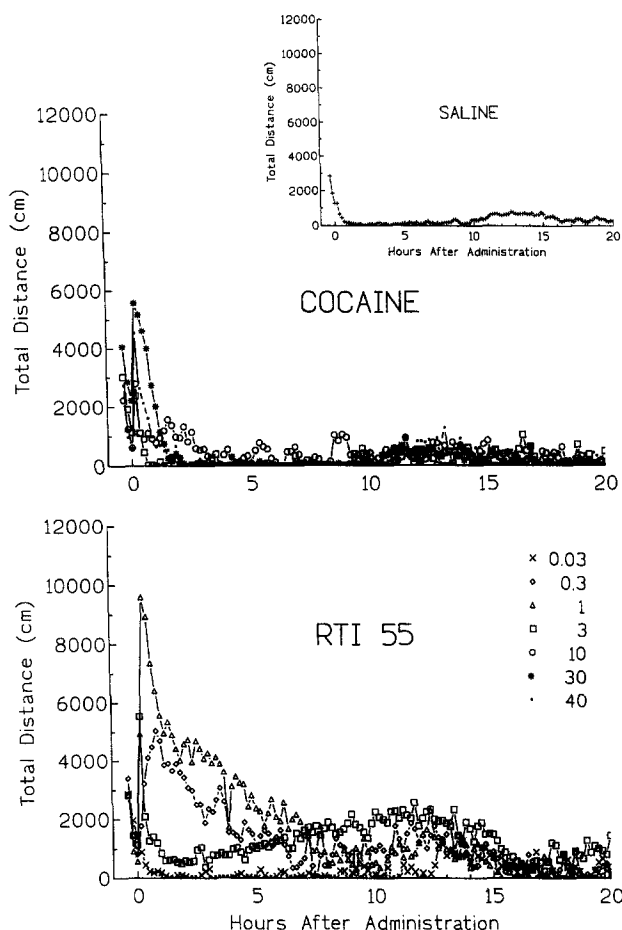 12000
10000
8000
6000
4000
2000
0
Total Distance (cm)
SALINE
0 5 10 15 20
Hours After Administration
12000
10000
8000
6000
4000
2000
0
Total Distance (cm)
COCAINE
0 5 10 15 20
12000
10000
8000
6000
4000
2000
0
Total Distance (cm)
RTI 55
× 0.03
◇ 0.3
△ 1
□ 3
○ 10
✱ 30
· 40
0 5 10 15 20
Hours After Administration